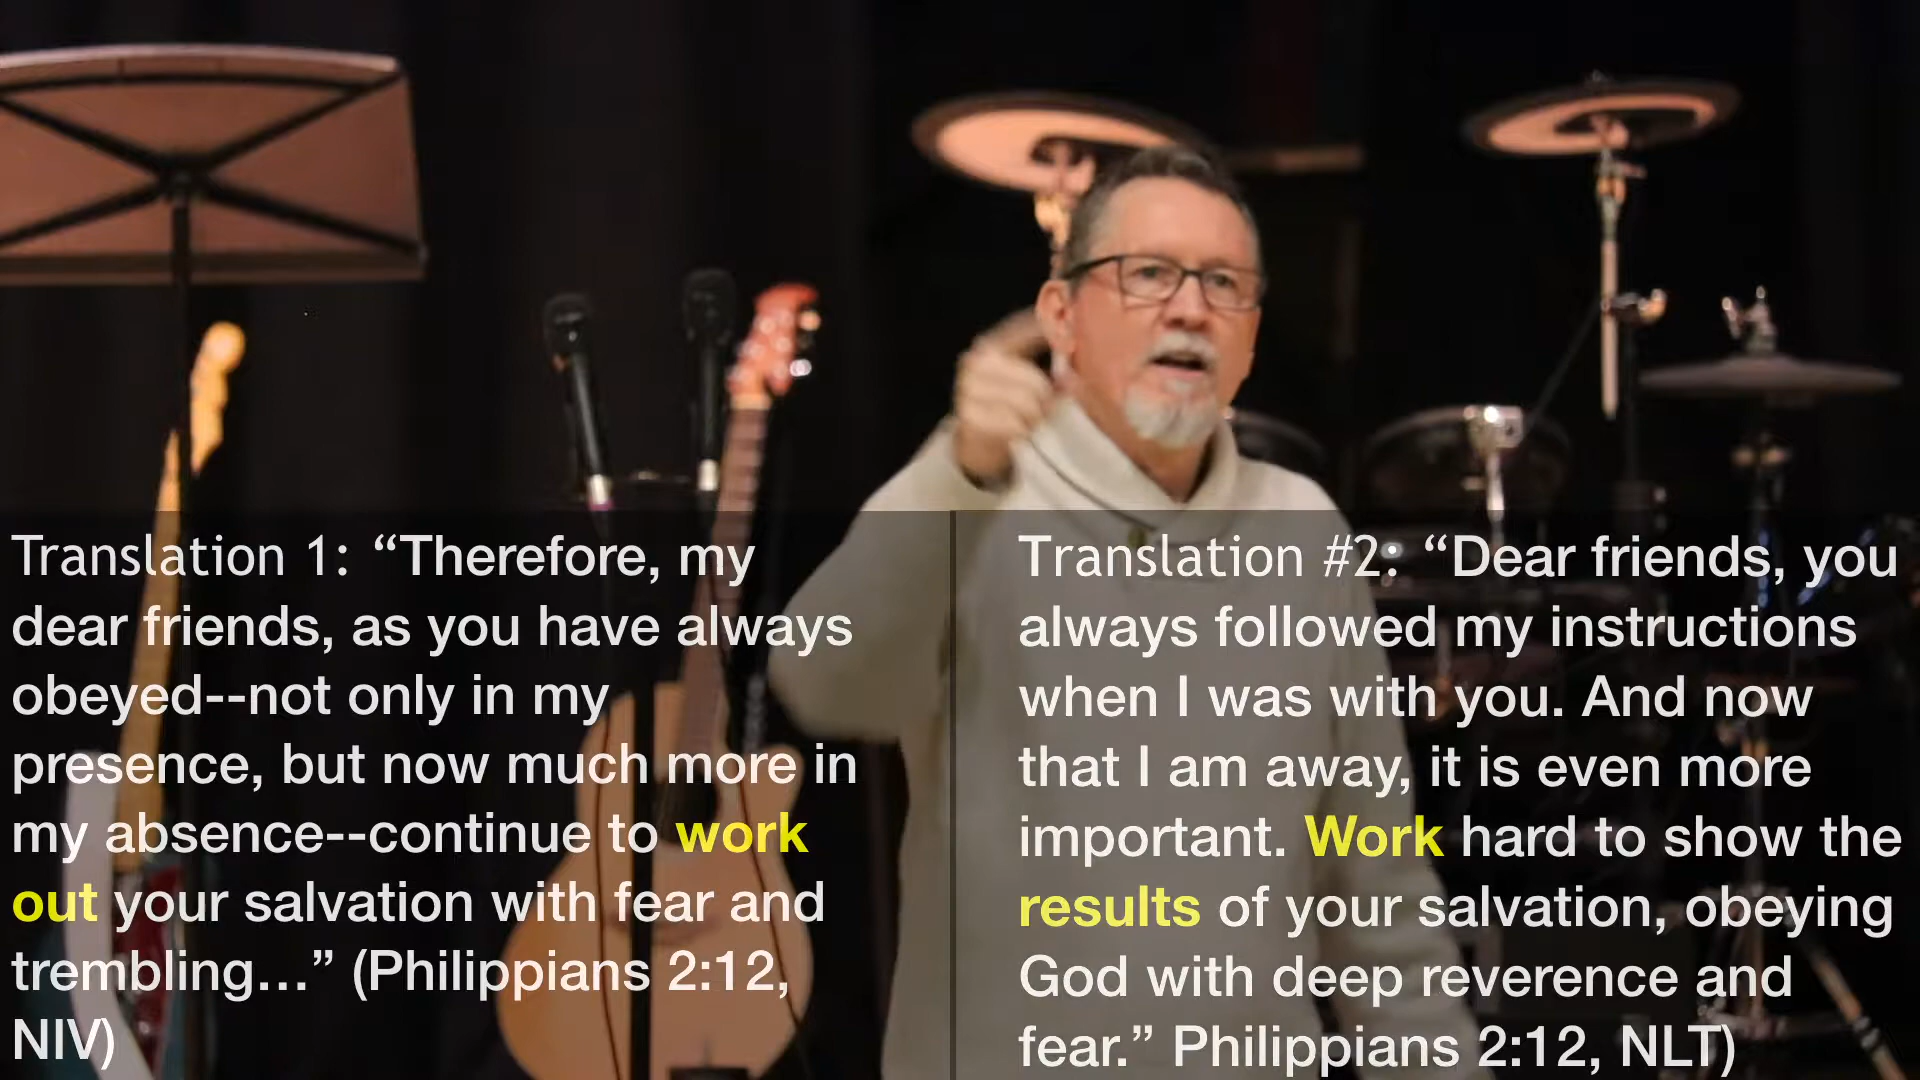 Translation 1: “Therefore, my
dear friends, as you have always
obeyed--not only in my
presence, but now much more in
my absence--continue to work
out your salvation with fear and
trembling…” (Philippians 2:12,
NIV)
Translation #2: “Dear friends, you
always followed my instructions
when I was with you. And now
that I am away, it is even more
important. Work hard to show the
results of your salvation, obeying
God with deep reverence and
fear.” Philippians 2:12, NLT)